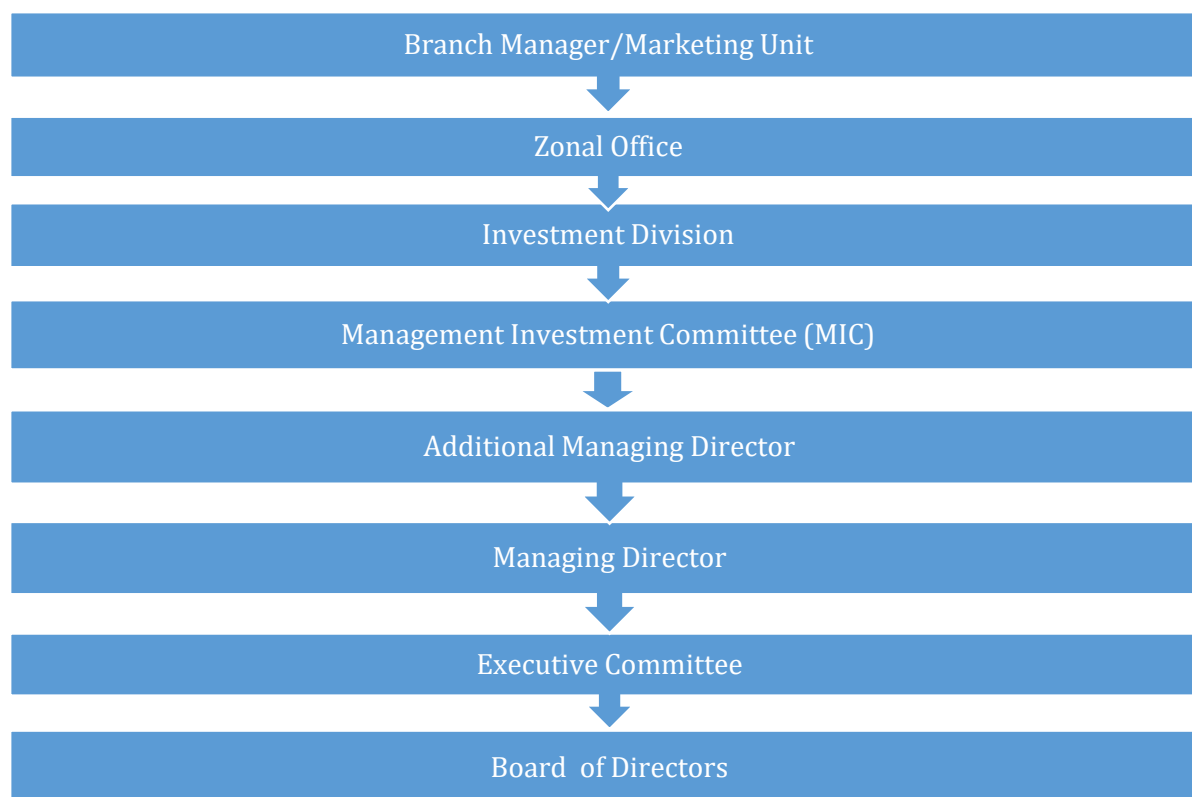 Branch Manager/Marketing Unit
Zonal Office
Investment Division
Management Investment Committee (MIC)
Additional Managing Director
Managing Director
Executive Committee
Board of Directors